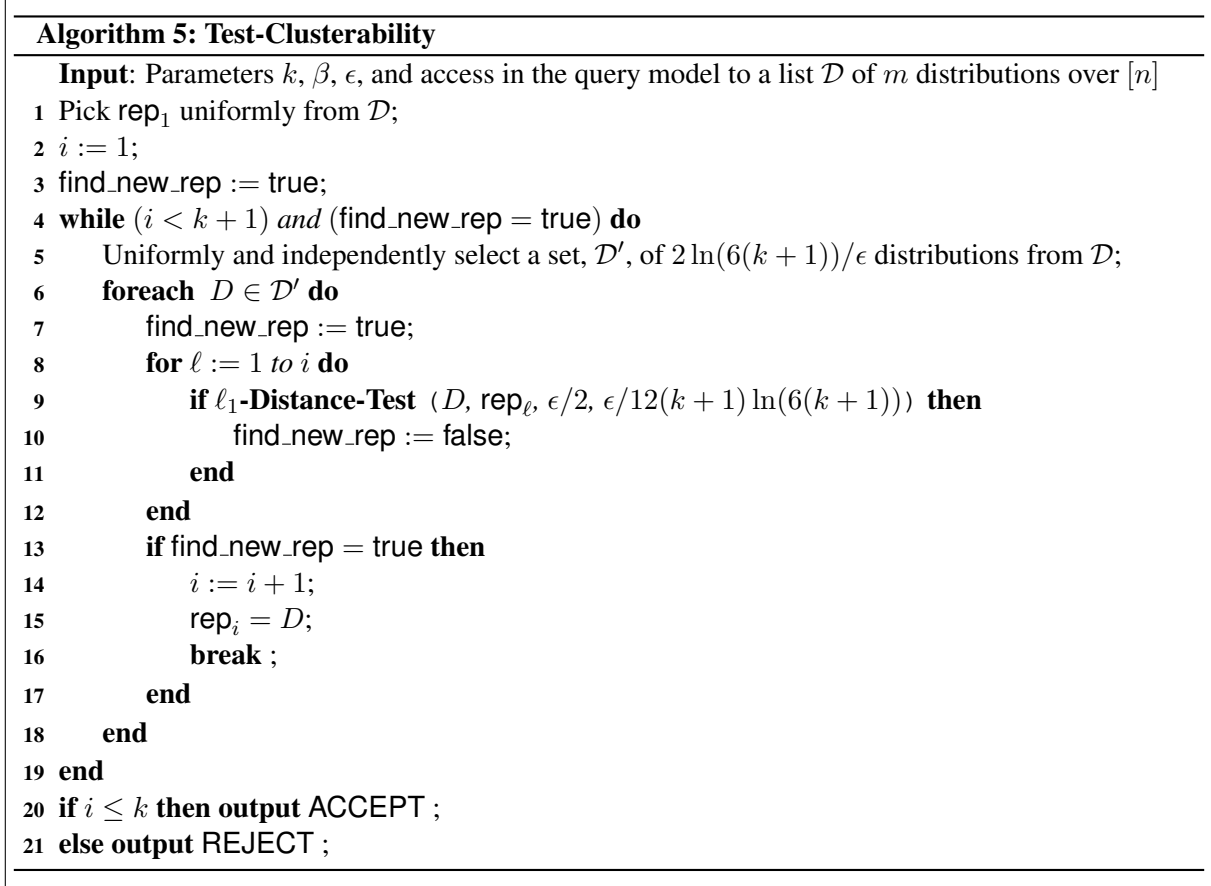 Algorithm 5: Test-Clusterability
Input: Parameters k, β, ϵ, and access in the query model to a list 𝒟 of m distributions over [n]
1 Pick rep₁ uniformly from 𝒟;
2 i := 1;
3 find_new_rep := true;
4 while (i < k + 1) and (find_new_rep = true) do
5 Uniformly and independently select a set, 𝒟′, of 2 ln(6(k + 1))/ϵ distributions from 𝒟;
6 foreach D ∈ 𝒟′ do
7 find_new_rep := true;
8 for ℓ := 1 to i do
9 if ℓ₁-Distance-Test (D, rep_ℓ, ϵ/2, ϵ/12(k + 1) ln(6(k + 1))) then
10 find_new_rep := false;
11 end
12 end
13 if find_new_rep = true then
14 i := i + 1;
15 repᵢ = D;
16 break ;
17 end
18 end
19 end
20 if i ≤ k then output ACCEPT ;
21 else output REJECT ;